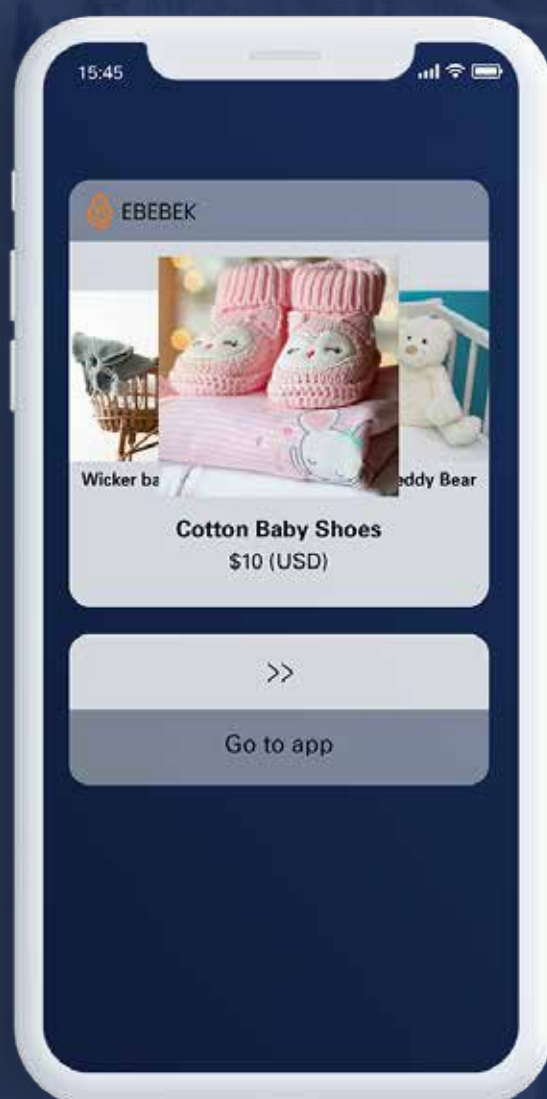 15:45
EBEBEK
Wicker ba
eddy Bear
Cotton Baby Shoes
$10 (USD)
>>
Go to app